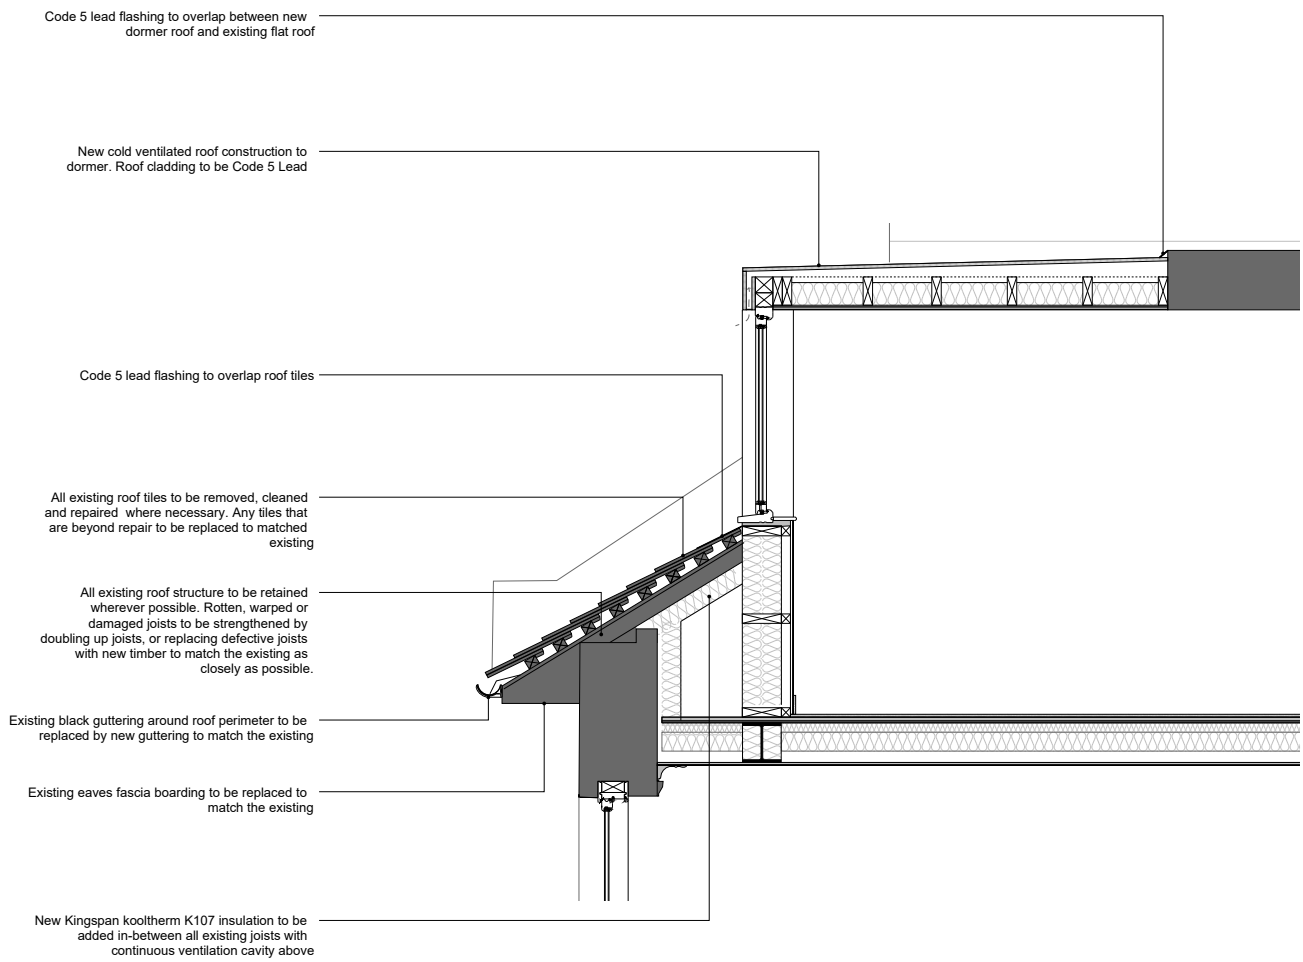 Code 5 lead flashing to overlap between new
dormer roof and existing flat roof
New cold ventilated roof construction to
dormer. Roof cladding to be Code 5 Lead
Code 5 lead flashing to overlap roof tiles
All existing roof tiles to be removed, cleaned
and repaired where necessary. Any tiles that
are beyond repair to be replaced to matched
existing
All existing roof structure to be retained
wherever possible. Rotten, warped or
damaged joists to be strengthened by
doubling up joists, or replacing defective joists
with new timber to match the existing as
closely as possible.
Existing black guttering around roof perimeter to be
replaced by new guttering to match the existing
Existing eaves fascia boarding to be replaced to
match the existing
New Kingspan kooltherm K107 insulation to be
added in-between all existing joists with
continuous ventilation cavity above